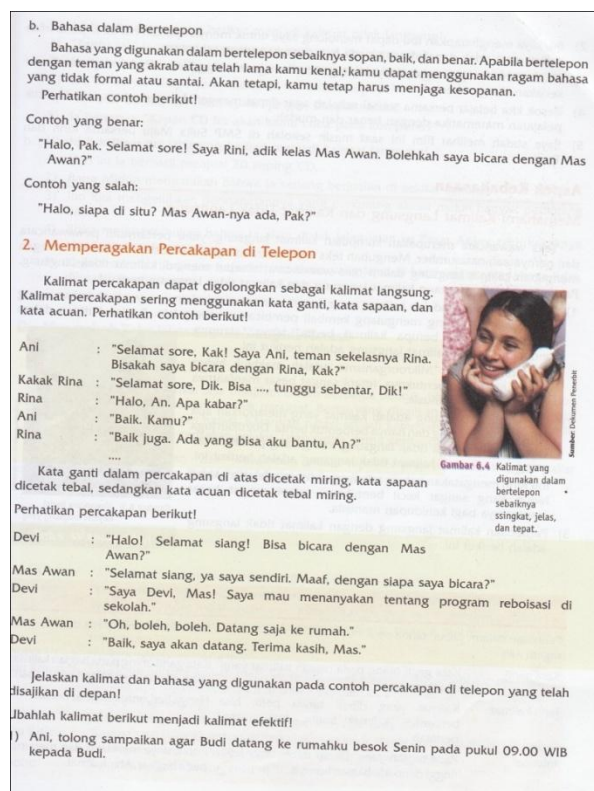 b. Bahasa dalam Bertelepon
Bahasa yang digunakan dalam bertelepon sebaiknya sopan, baik, dan benar. Apabila bertelepon
dengan teman yang akrab atau telah lama kamu kenal, kamu dapat menggunakan ragam bahasa
yang tidak formal atau santai. Akan tetapi, kamu tetap harus menjaga kesopanan.
Perhatikan contoh berikut!
Contoh yang benar:
"Halo, Pak. Selamat sore! Saya Rini, adik kelas Mas Awan. Bolehkah saya bicara dengan Mas
Awan?"
Contoh yang salah:
"Halo, siapa di situ? Mas Awan-nya ada, Pak?"
2. Memperagakan Percakapan di Telepon
Kalimat percakapan dapat digolongkan sebagai kalimat langsung.
Kalimat percakapan sering menggunakan kata ganti, kata sapaan, dan
kata acuan. Perhatikan contoh berikut!
Ani : "Selamat sore, Kak! Saya Ani, teman sekelasnya Rina.
Bisakah saya bicara dengan Rina, Kak?"
Kakak Rina : "Selamat sore, Dik. Bisa ..., tunggu sebentar, Dik!"
Rina : "Halo, An. Apa kabar?"
Ani : "Baik. Kamu?"
Rina : "Baik juga. Ada yang bisa aku bantu, An?"
....
Sumber: Dokumen Penerbit
Gambar 6.4 Kalimat yang
digunakan dalam
bertelepon
sebaiknya
ssingkat, jelas,
dan tepat.
Kata ganti dalam percakapan di atas dicetak miring, kata sapaan
dicetak tebal, sedangkan kata acuan dicetak tebal miring.
Perhatikan percakapan berikut!
Devi : "Halo! Selamat siang! Bisa bicara dengan Mas
Awan?"
Mas Awan : "Selamat siang, ya saya sendiri. Maaf, dengan siapa saya bicara?"
Devi : "Saya Devi, Mas! Saya mau menanyakan tentang program reboisasi di
sekolah."
Mas Awan : "Oh, boleh, boleh. Datang saja ke rumah."
Devi : "Baik, saya akan datang. Terima kasih, Mas."
Jelaskan kalimat dan bahasa yang digunakan pada contoh percakapan di telepon yang telah
disajikan di depan!
Ubahlah kalimat berikut menjadi kalimat efektif!
1) Ani, tolong sampaikan agar Budi datang ke rumahku besok Senin pada pukul 09.00 WIB
kepada Budi.